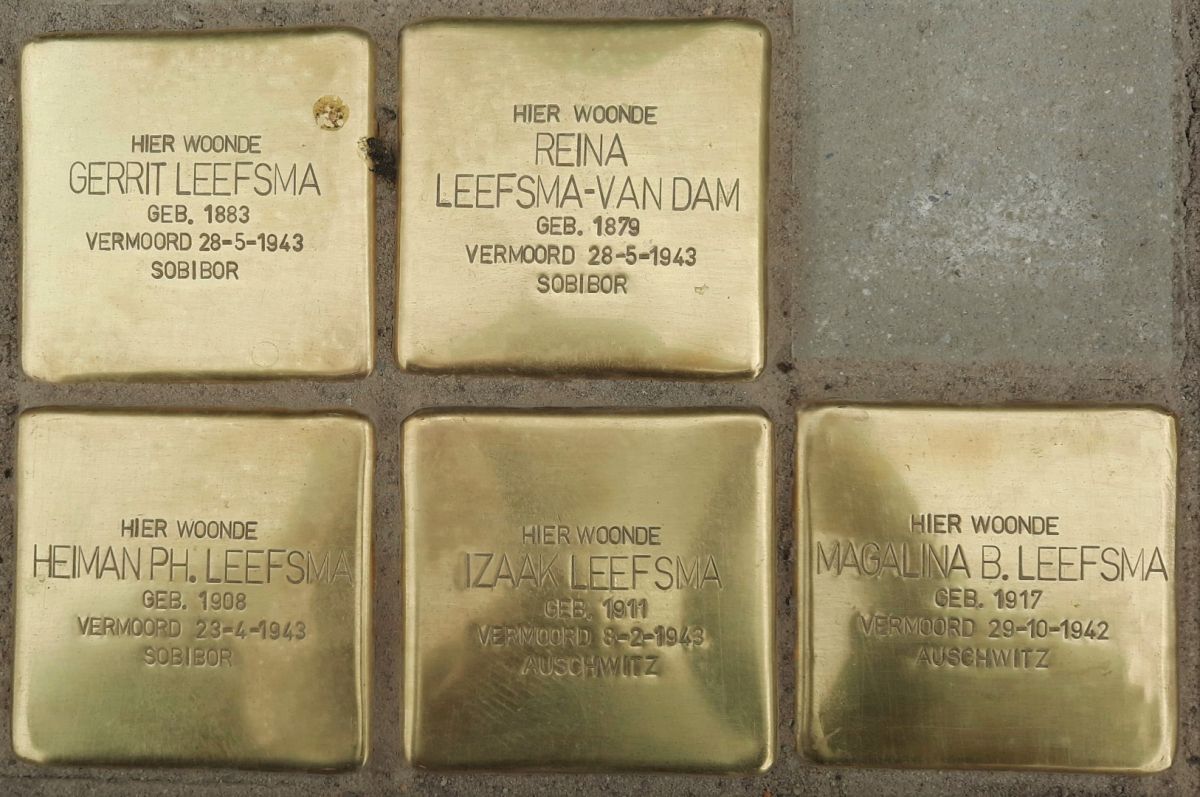 HIER WOONDE
GERRIT LEEFSMA
GEB. 1883
VERMOORD 28-5-1943
SOBIBOR
HIER WOONDE
REINA
LEEFSMA-VAN DAM
GEB. 1879
VERMOORD 28-5-1943
SOBIBOR
HIER WOONDE
HEIMAN PH. LEEFSMA
GEB. 1908
VERMOORD 23-4-1943
SOBIBOR
HIER WOONDE
IZAAK LEEFSMA
GEB. 1911
VERMOORD 8-2-1943
AUSCHWITZ
HIER WOONDE
MAGALINA B. LEEFSMA
GEB. 1917
VERMOORD 29-10-1942
AUSCHWITZ